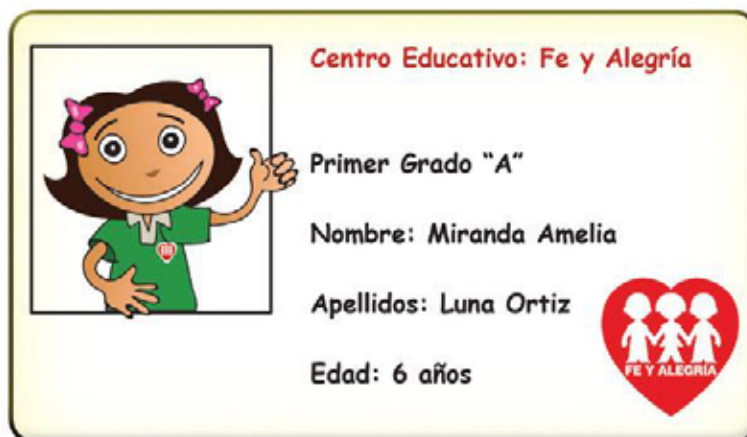 Centro Educativo: Fe y Alegría
Primer Grado "A"
Nombre: Miranda Amelia
Apellidos: Luna Ortiz
Edad: 6 años
FE Y ALEGRÍA